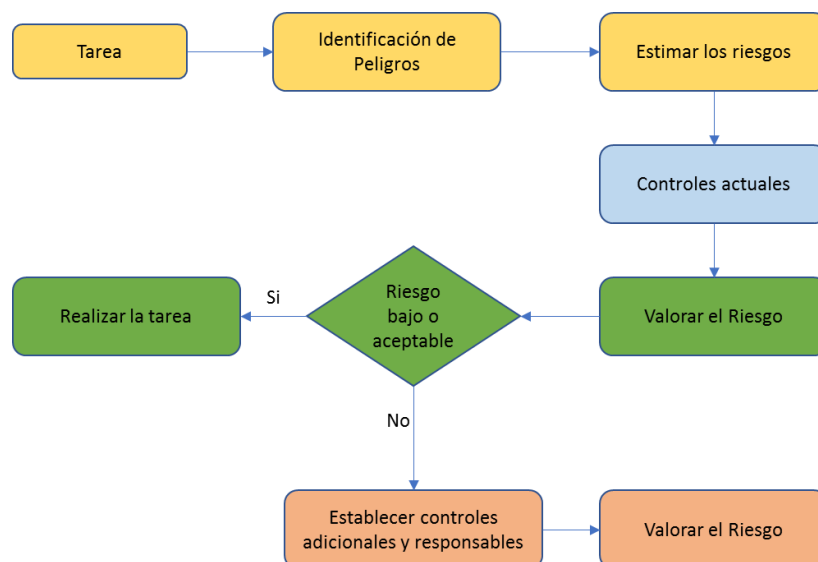 Tarea
Identificación de
Peligros
Estimar los riesgos
Controles actuales
Valorar el Riesgo
Riesgo
bajo o
aceptable
Si
Realizar la tarea
No
Establecer controles
adicionales y responsables
Valorar el Riesgo